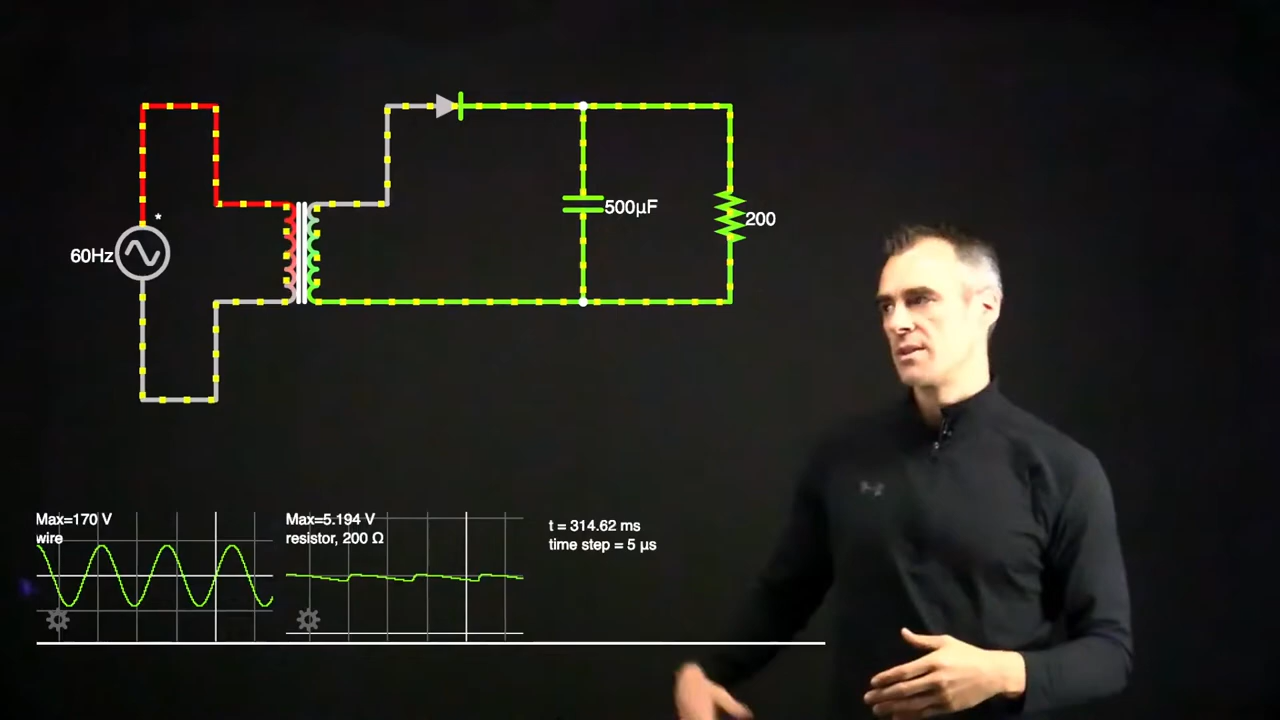 60Hz
500µF
200
Max=170 V
wire
Max=5.194 V
resistor, 200 Ω
t = 314.62 ms
time step = 5 µs